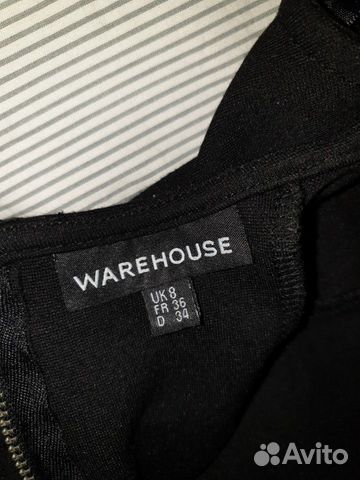 WAREHOUSE
UK 8
FR 36
D 34
Avito